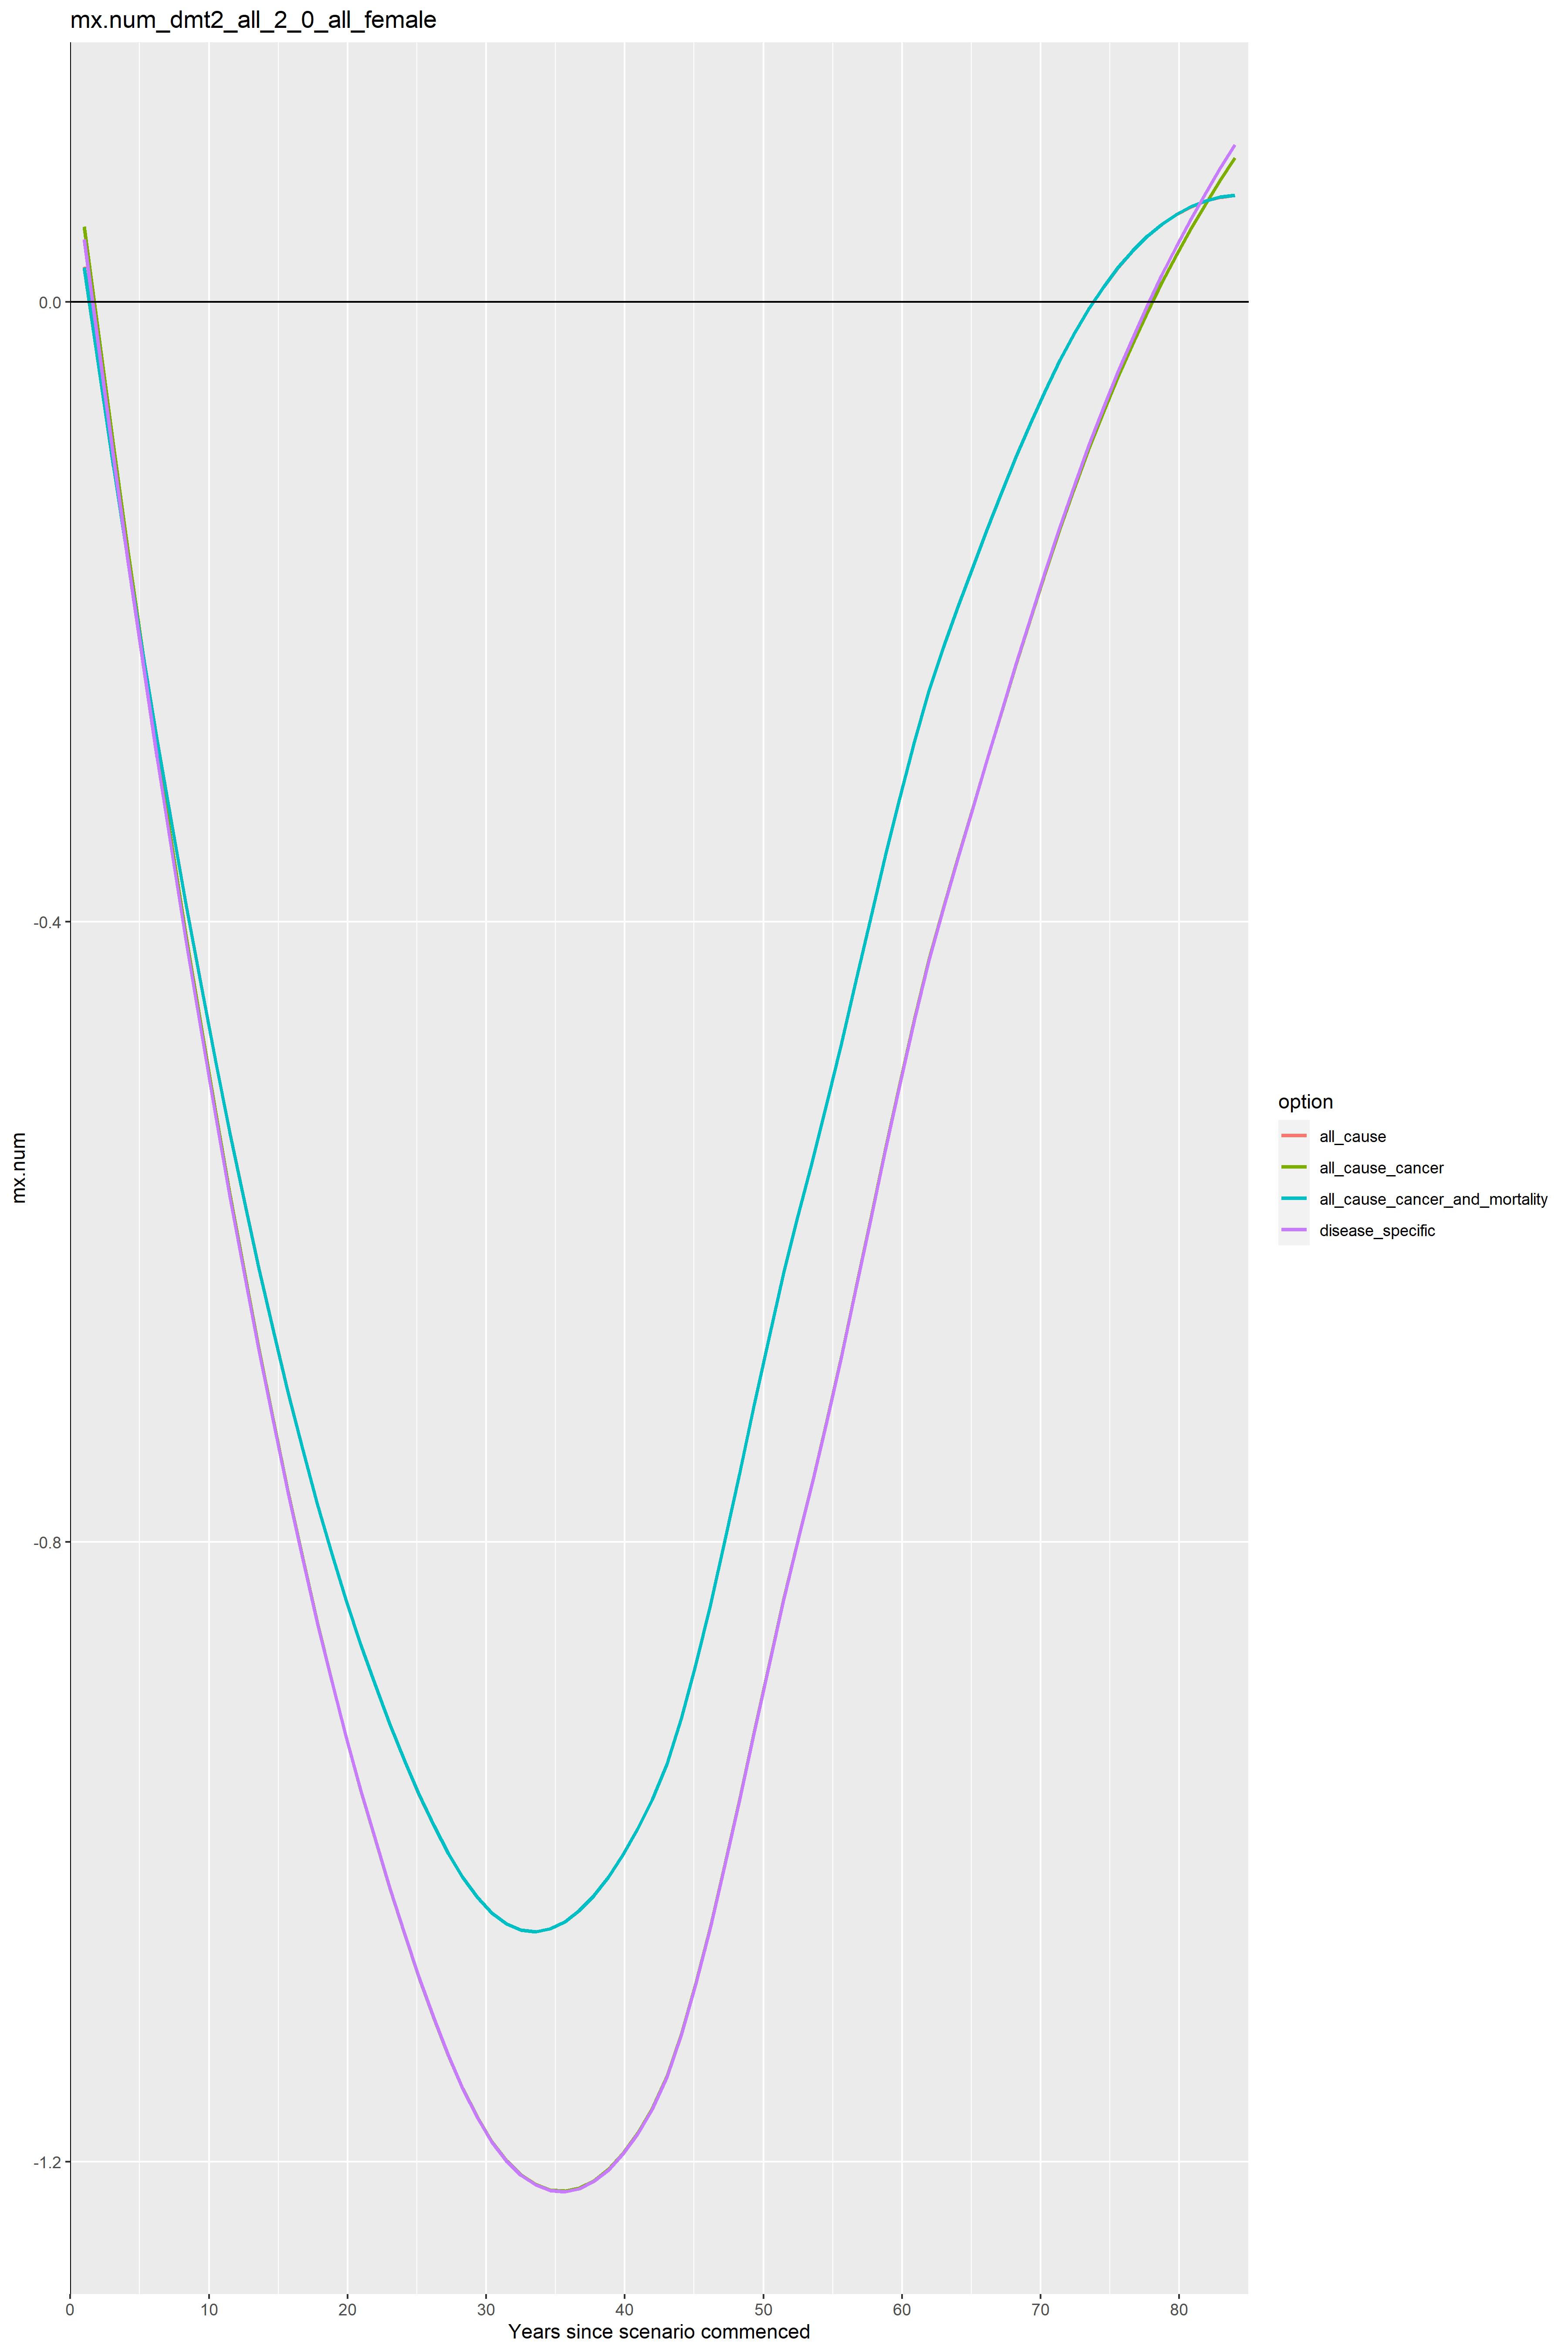 mx.num_dmt2_all_2_0_all_female
0.0
-0.4
-0.8
-1.2
mx.num
0 10 20 30 40 50 60 70 80
Years since scenario commenced
option
all_cause
all_cause_cancer
all_cause_cancer_and_mortality
disease_specific